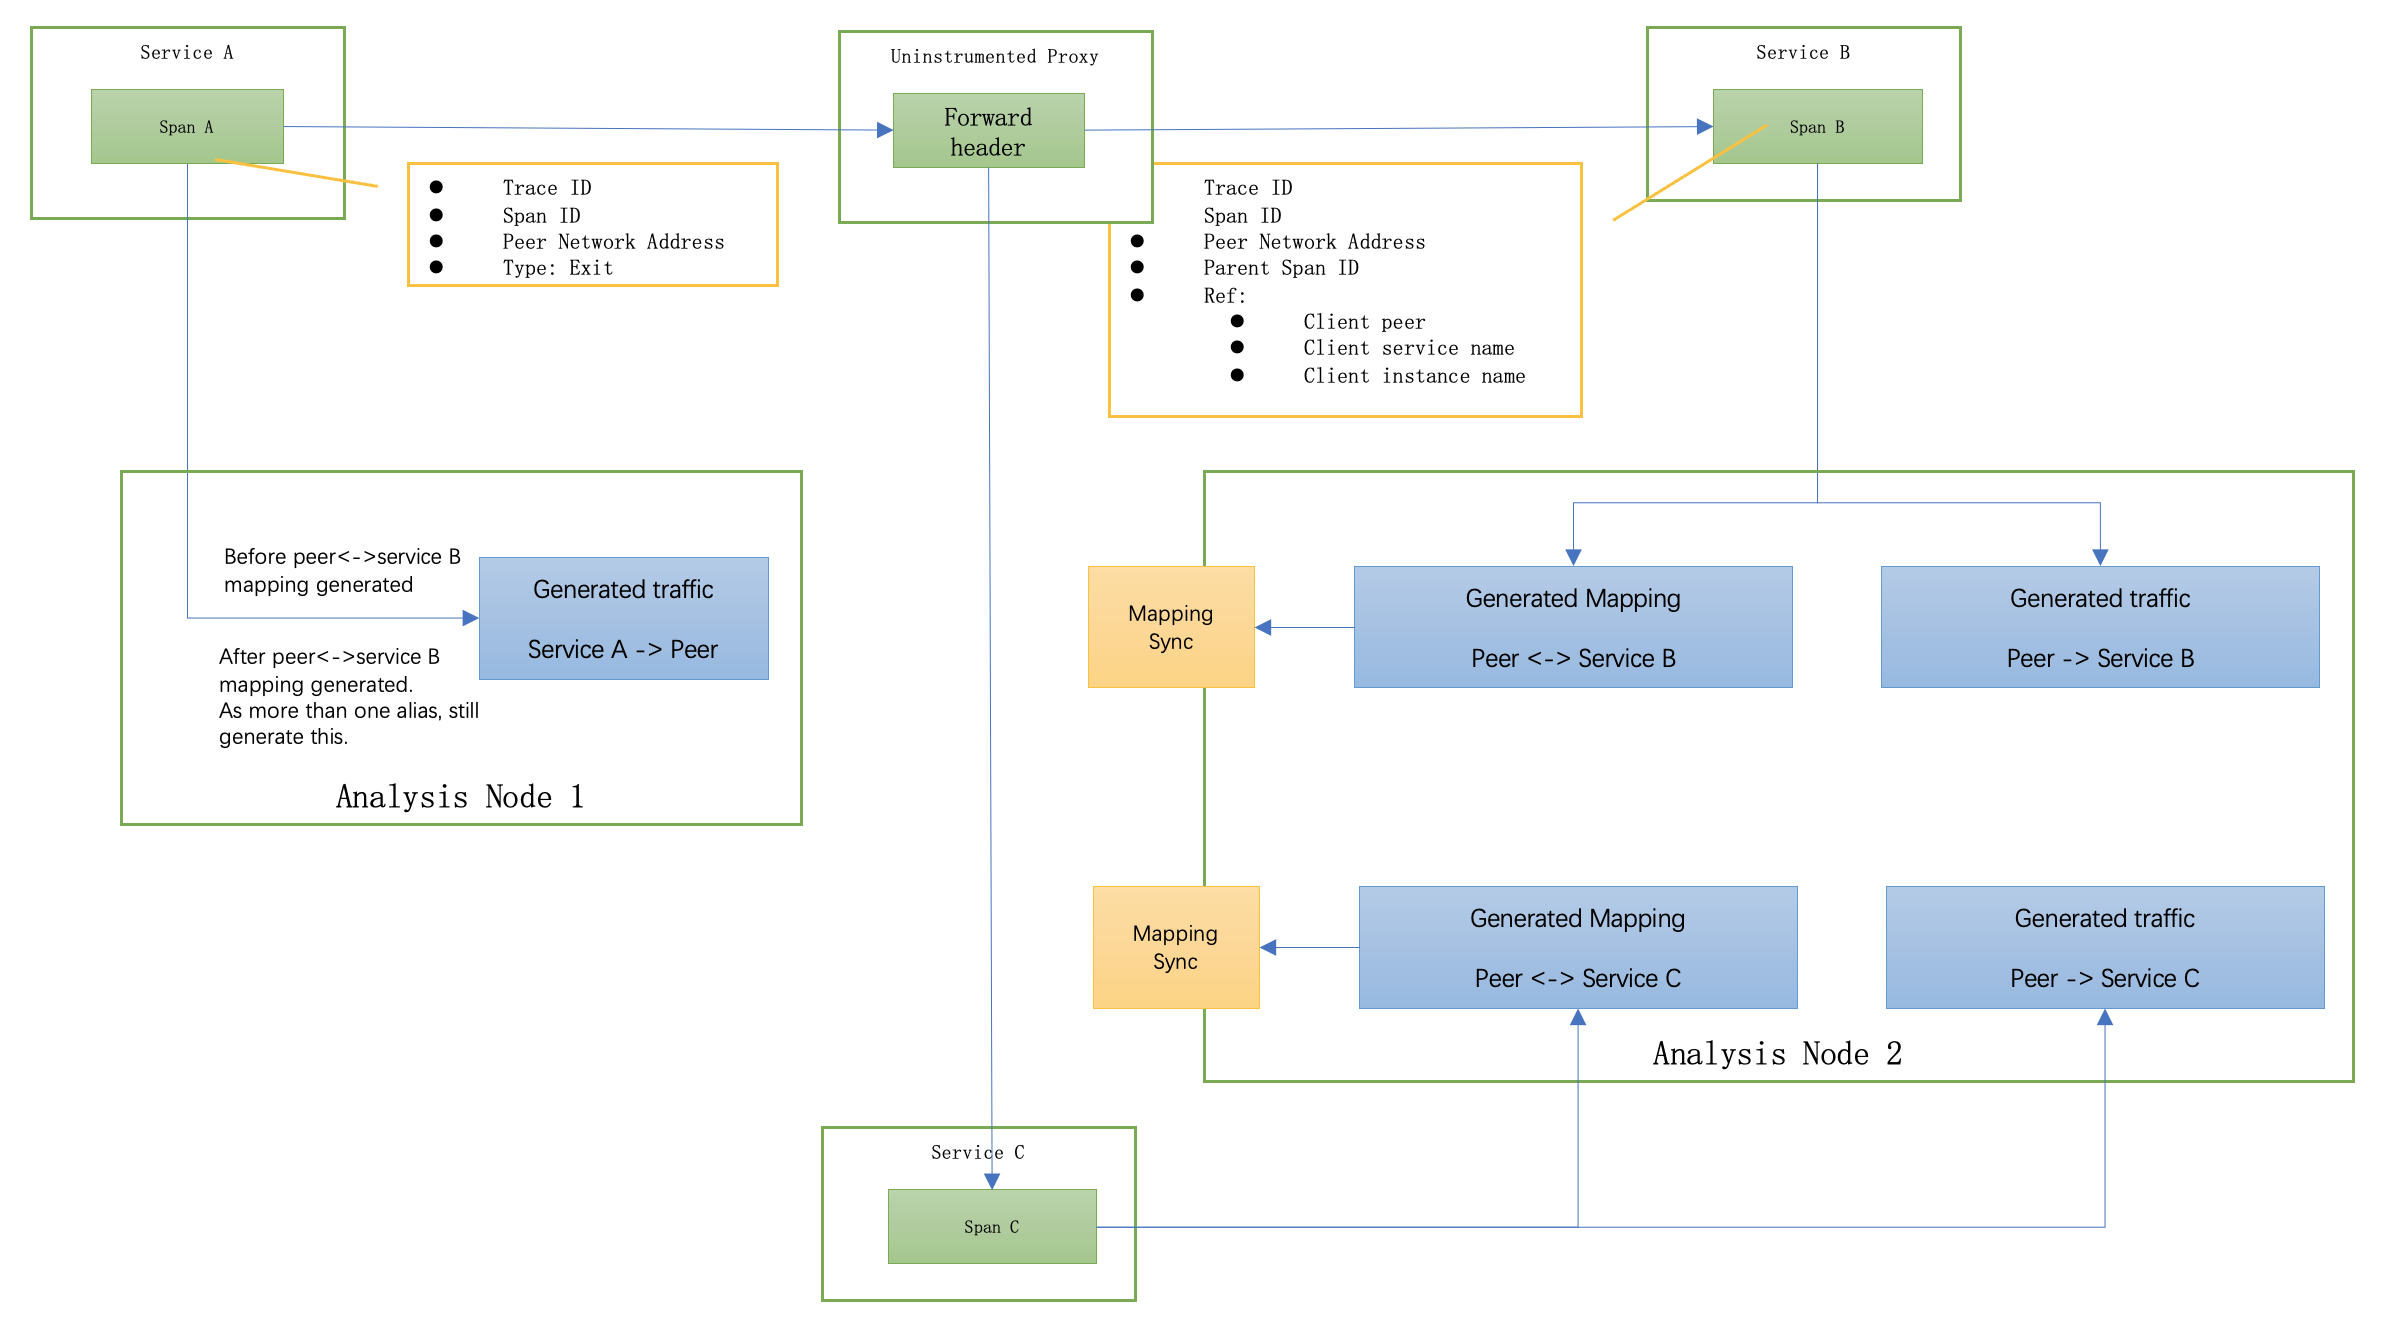 Service A
Span A
Uninstrumented Proxy
Forward
header
Service B
Span B
● Trace ID
● Span ID
● Peer Network Address
● Type: Exit
Trace ID
Span ID
● Peer Network Address
● Parent Span ID
● Ref:
● Client peer
● Client service name
● Client instance name
Before peer<->service B
mapping generated
Generated traffic
Service A -> Peer
After peer<->service B
mapping generated.
As more than one alias, still
generate this.
Analysis Node 1
Mapping
Sync
Generated Mapping
Peer <-> Service B
Generated traffic
Peer -> Service B
Mapping
Sync
Generated Mapping
Peer <-> Service C
Generated traffic
Peer -> Service C
Analysis Node 2
Service C
Span C